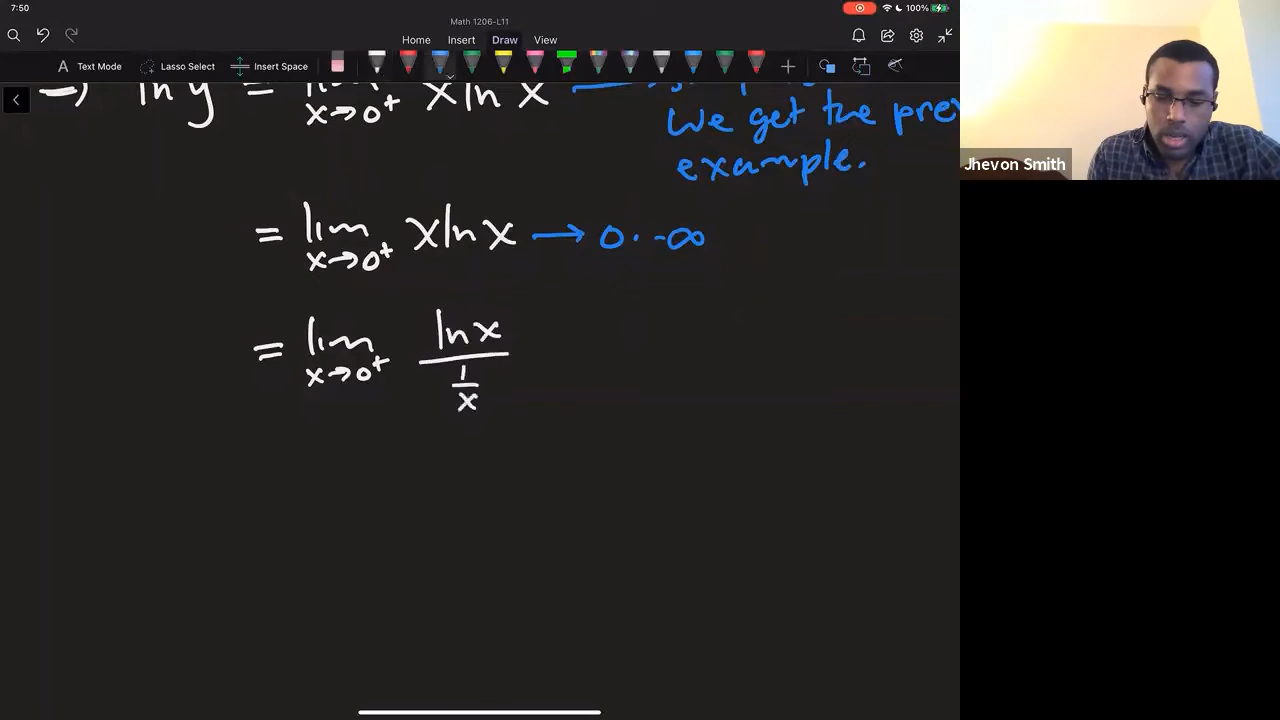 7:50
100%
Math 1206-L11
Home Insert Draw View
Text Mode Lasso Select Insert Space
ln y = lim x→0⁺ x ln x
We get the prev
example.
= lim x→0⁺ x ln x → 0 · -∞
= lim x→0⁺ ln x / (1/x)
Jhevon Smith